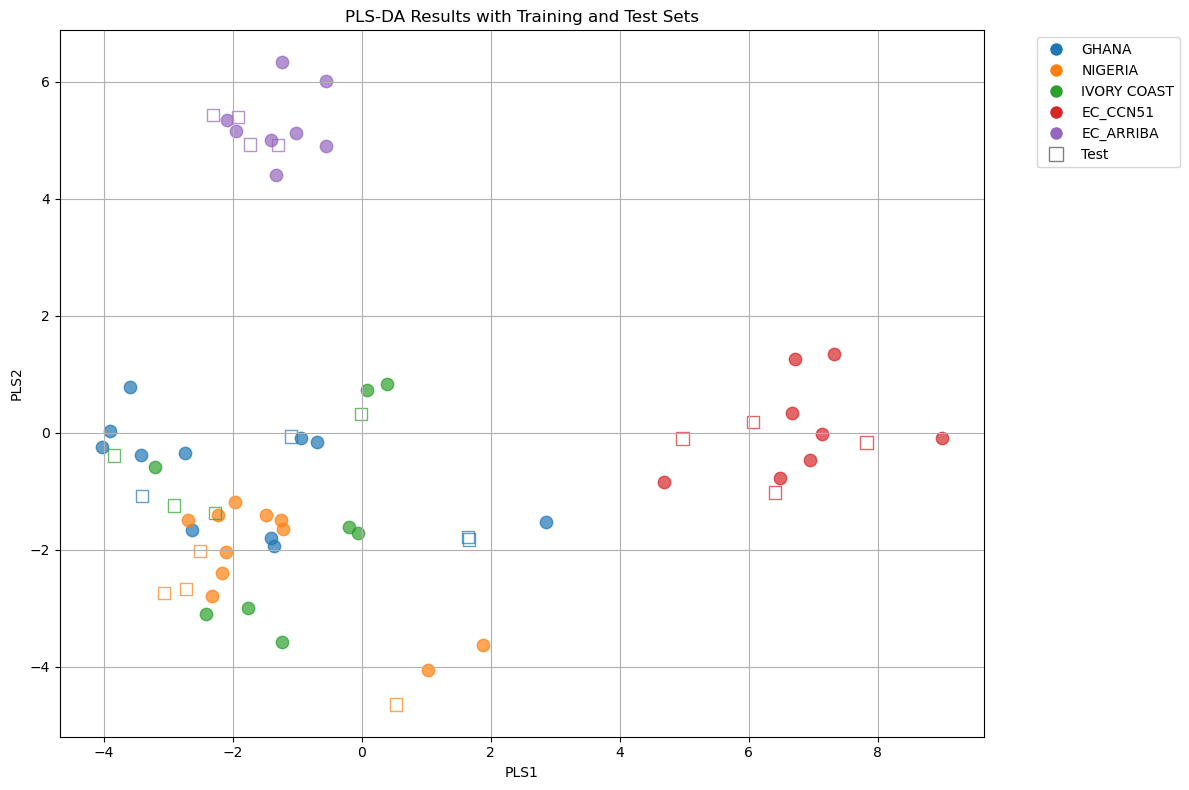 PLS-DA Results with Training and Test Sets
GHANA
NIGERIA
IVORY COAST
EC_CCN51
EC_ARRIBA
Test
PLS2
6
4
2
0
−2
−4
−4
−2
0
2
4
6
8
PLS1